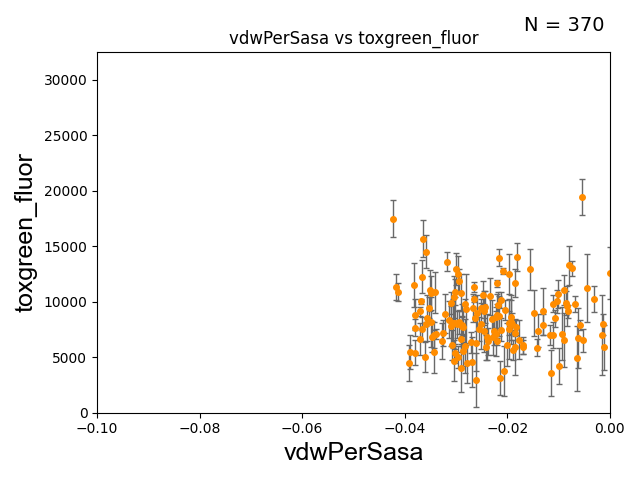 N = 370
vdwPerSasa vs toxgreen_fluor
toxgreen_fluor
30000
25000
20000
15000
10000
5000
0
−0.10 −0.08 −0.06 −0.04 −0.02 0.00
vdwPerSasa